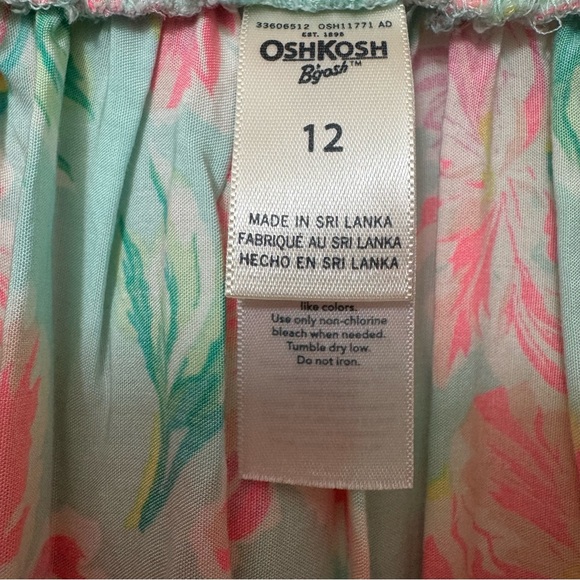 33606512 OSH11771 AD
EST. 1895
OSHKOSH
B'gosh™
12
MADE IN SRI LANKA
FABRIQUÉ AU SRI LANKA
HECHO EN SRI LANKA
like colors.
Use only non-chlorine
bleach when needed.
Tumble dry low.
Do not iron.